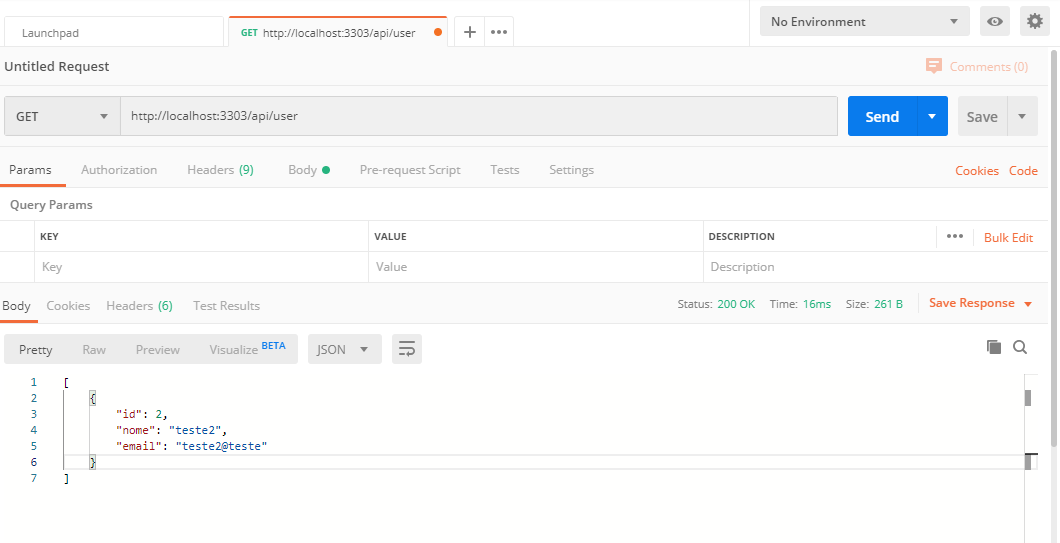 Launchpad
GET http://localhost:3303/api/user
No Environment
Untitled Request
Comments (0)
GET
http://localhost:3303/api/user
Send
Save
Params Authorization Headers (9) Body Pre-request Script Tests Settings
Cookies Code
Query Params
KEY VALUE DESCRIPTION
Bulk Edit
Key Value Description
Body Cookies Headers (6) Test Results
Status: 200 OK Time: 16ms Size: 261 B
Save Response
Pretty Raw Preview Visualize BETA
JSON
1 [
2 {
3 "id": 2,
4 "nome": "teste2",
5 "email": "teste2@teste"
6 }
7 ]